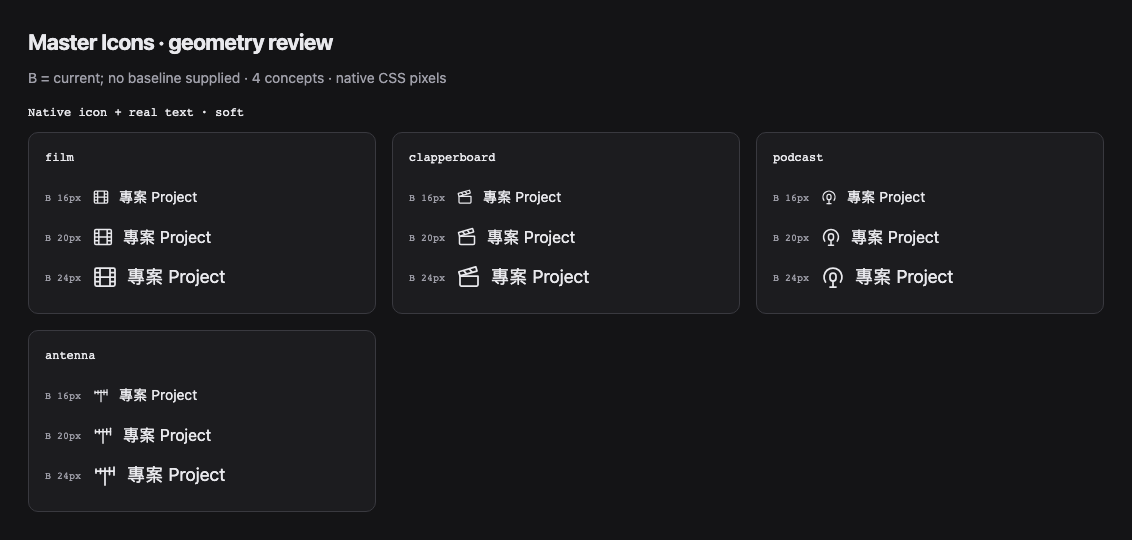 Master Icons · geometry review
B = current; no baseline supplied · 4 concepts · native CSS pixels
Native icon + real text · soft
film
B 16px 專案 Project
B 20px 專案 Project
B 24px 專案 Project
clapperboard
B 16px 專案 Project
B 20px 專案 Project
B 24px 專案 Project
podcast
B 16px 專案 Project
B 20px 專案 Project
B 24px 專案 Project
antenna
B 16px 專案 Project
B 20px 專案 Project
B 24px 專案 Project